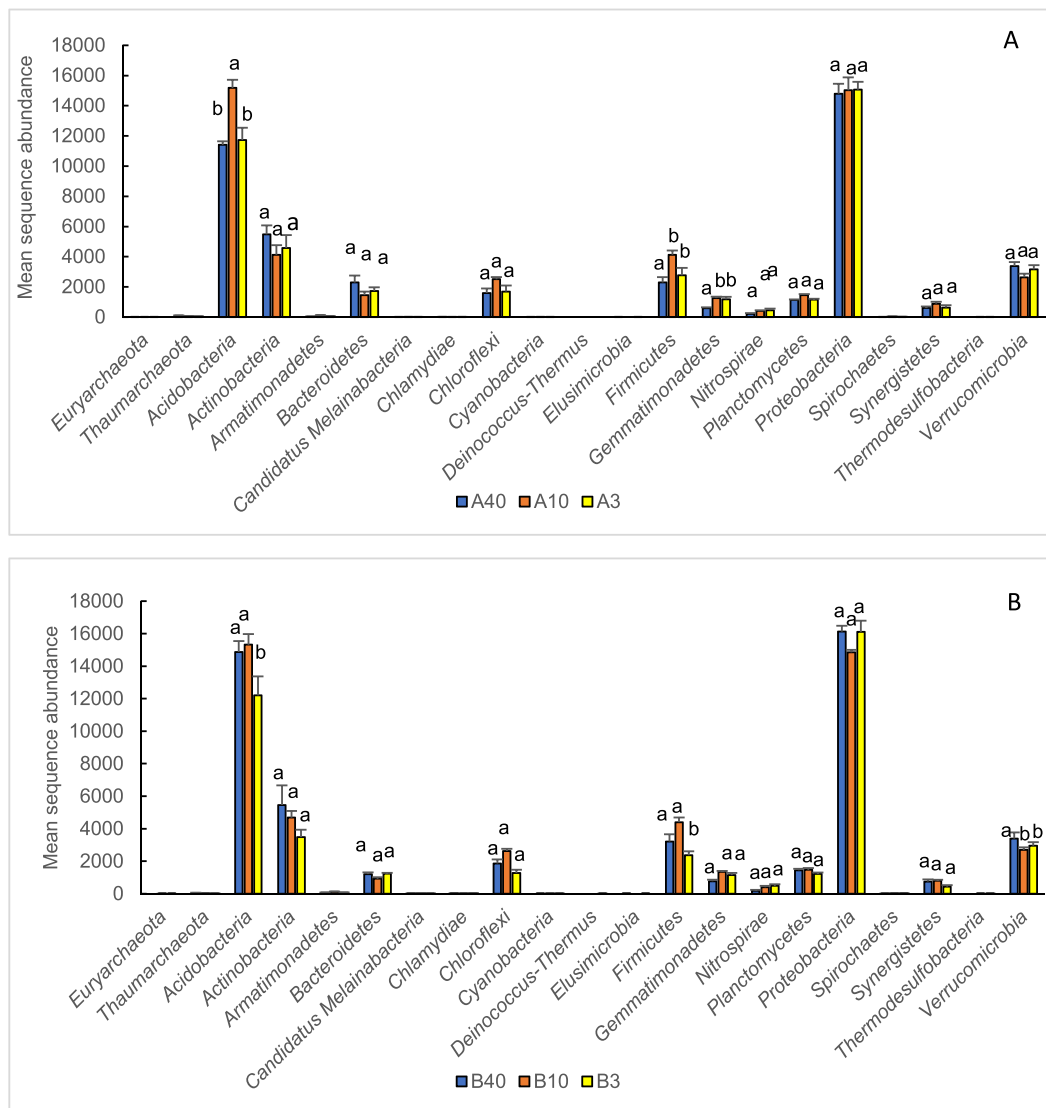 A
Mean sequence abundance
18000
16000
14000
12000
10000
8000
6000
4000
2000
0
b a b
a a a
a a a
a a a
a b b
a b b
a a a
a a a
a a a
a a a
a a a
Euryarchaeota
Thaumarchaeota
Acidobacteria
Actinobacteria
Armatimonadetes
Bacteroidetes
Candidatus Melainabacteria
Chlamydiae
Chloroflexi
Cyanobacteria
Deinococcus-Thermus
Elusimicrobia
Firmicutes
Gemmatimonadetes
Nitrospirae
Planctomycetes
Proteobacteria
Spirochaetes
Synergistetes
Thermodesulfobacteria
Verrucomicrobia
A40 A10 A3
B
Mean sequence abundance
18000
16000
14000
12000
10000
8000
6000
4000
2000
0
a a b
a a a
a a a
a a a
a a b
a a a
a a a
a a a
a a a
a a a
a b b
Euryarchaeota
Thaumarchaeota
Acidobacteria
Actinobacteria
Armatimonadetes
Bacteroidetes
Candidatus Melainabacteria
Chlamydiae
Chloroflexi
Cyanobacteria
Deinococcus-Thermus
Elusimicrobia
Firmicutes
Gemmatimonadetes
Nitrospirae
Planctomycetes
Proteobacteria
Spirochaetes
Synergistetes
Thermodesulfobacteria
Verrucomicrobia
B40 B10 B3